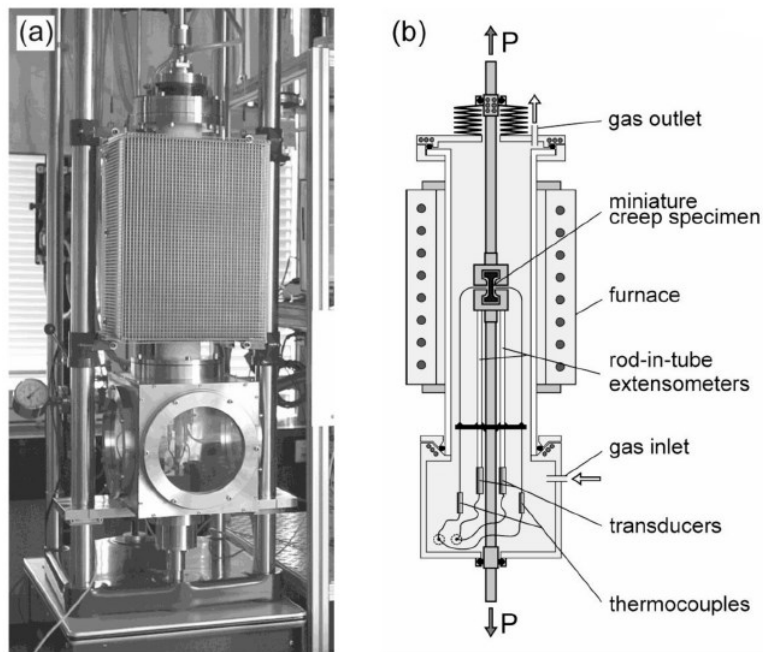 (a)
(b)
P
gas outlet
miniature
creep specimen
furnace
rod-in-tube
extensometers
gas inlet
transducers
thermocouples
P